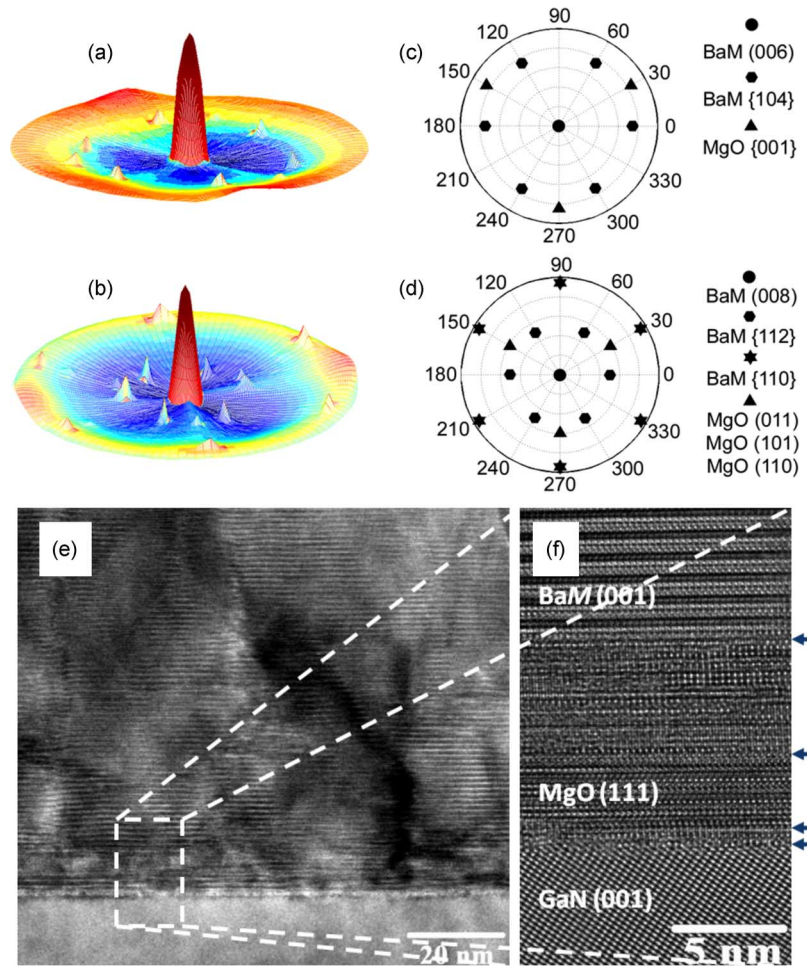 (a)
(c)
90
120
60
150
30
180
0
210
330
240
300
270
BaM (006)
BaM {104}
MgO {001}
(b)
(d)
90
120
60
150
30
180
0
210
330
240
300
270
BaM (008)
BaM {112}
BaM {110}
MgO (011)
MgO (101)
MgO (110)
(e)
(f)
BaM (001)
MgO (111)
GaN (001)
20 nm
5 nm